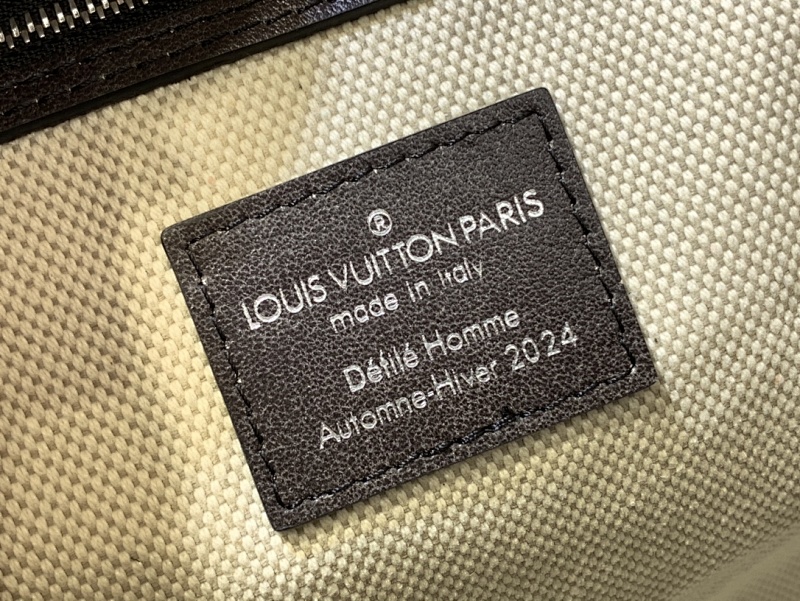 ®
LOUIS VUITTON PARIS
made in Italy
Défilé Homme
Automne-Hiver 2024